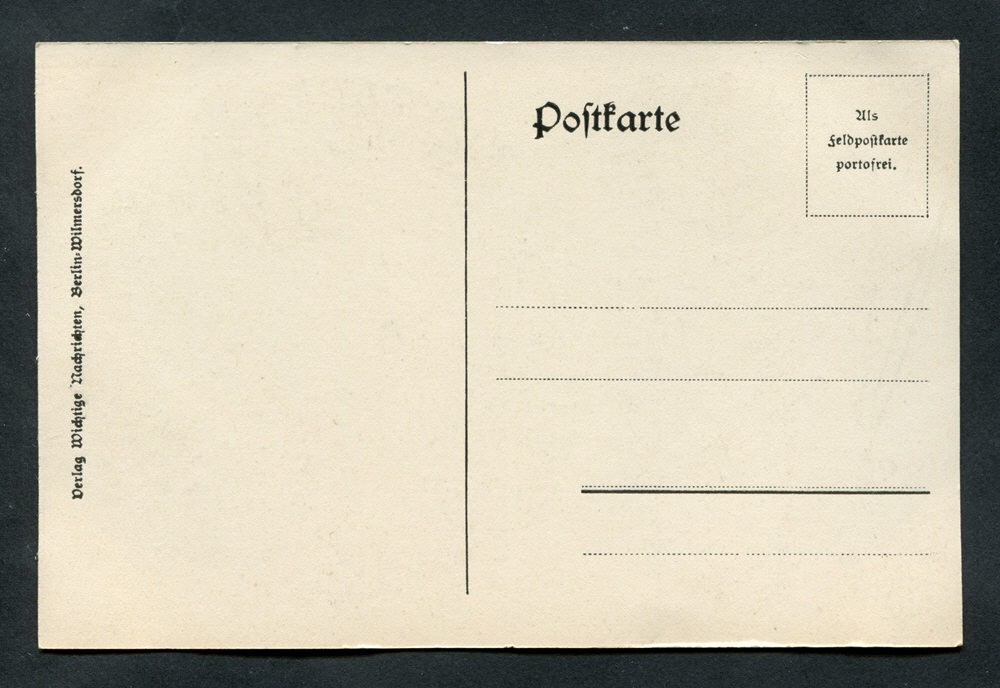 Postkarte
Als
Feldpostkarte
portofrei.
Verlag Wichtige Nachrichten, Berlin-Wilmersdorf.